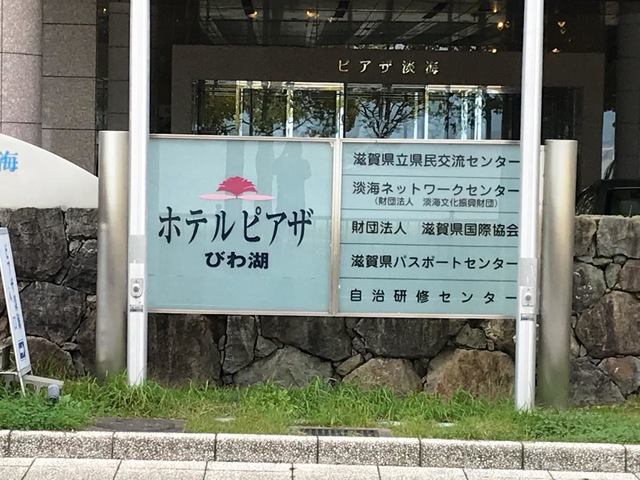 ピアザ淡海
海
ホテルピアザ
びわ湖
滋賀県立県民交流センター
淡海ネットワークセンター
(財団法人 淡海文化振興財団)
財団法人 滋賀県国際協会
滋賀県パスポートセンター
自治研修センター